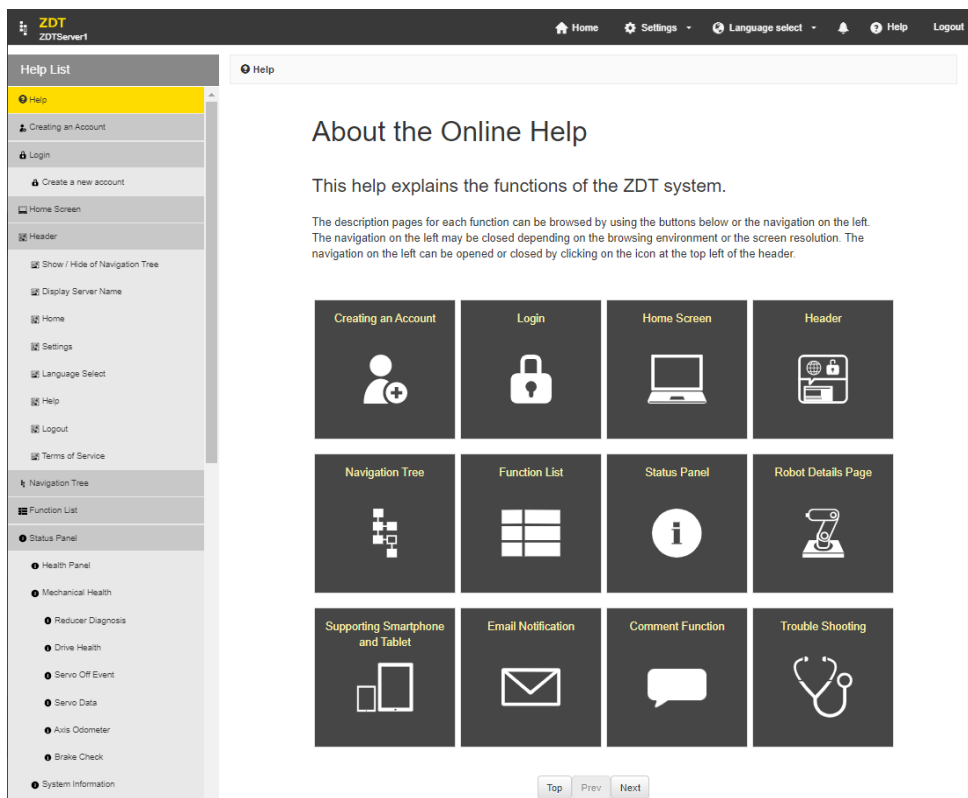 ZDT
ZDTServer1
Home
Settings
Language select
Help
Logout
Help List
Help
Help
Creating an Account
Login
Create a new account
Home Screen
Header
Show / Hide of Navigation Tree
Display Server Name
Home
Settings
Language Select
Help
Logout
Terms of Service
Navigation Tree
Function List
Status Panel
Health Panel
Mechanical Health
Reducer Diagnosis
Drive Health
Servo Off Event
Servo Data
Axis Odometer
Brake Check
System Information
About the Online Help
This help explains the functions of the ZDT system.
The description pages for each function can be browsed by using the buttons below or the navigation on the left.
The navigation on the left may be closed depending on the browsing environment or the screen resolution. The
navigation on the left can be opened or closed by clicking on the icon at the top left of the header.
Creating an Account
Login
Home Screen
Header
Navigation Tree
Function List
Status Panel
Robot Details Page
Supporting Smartphone
and Tablet
Email Notification
Comment Function
Trouble Shooting
Top
Prev
Next